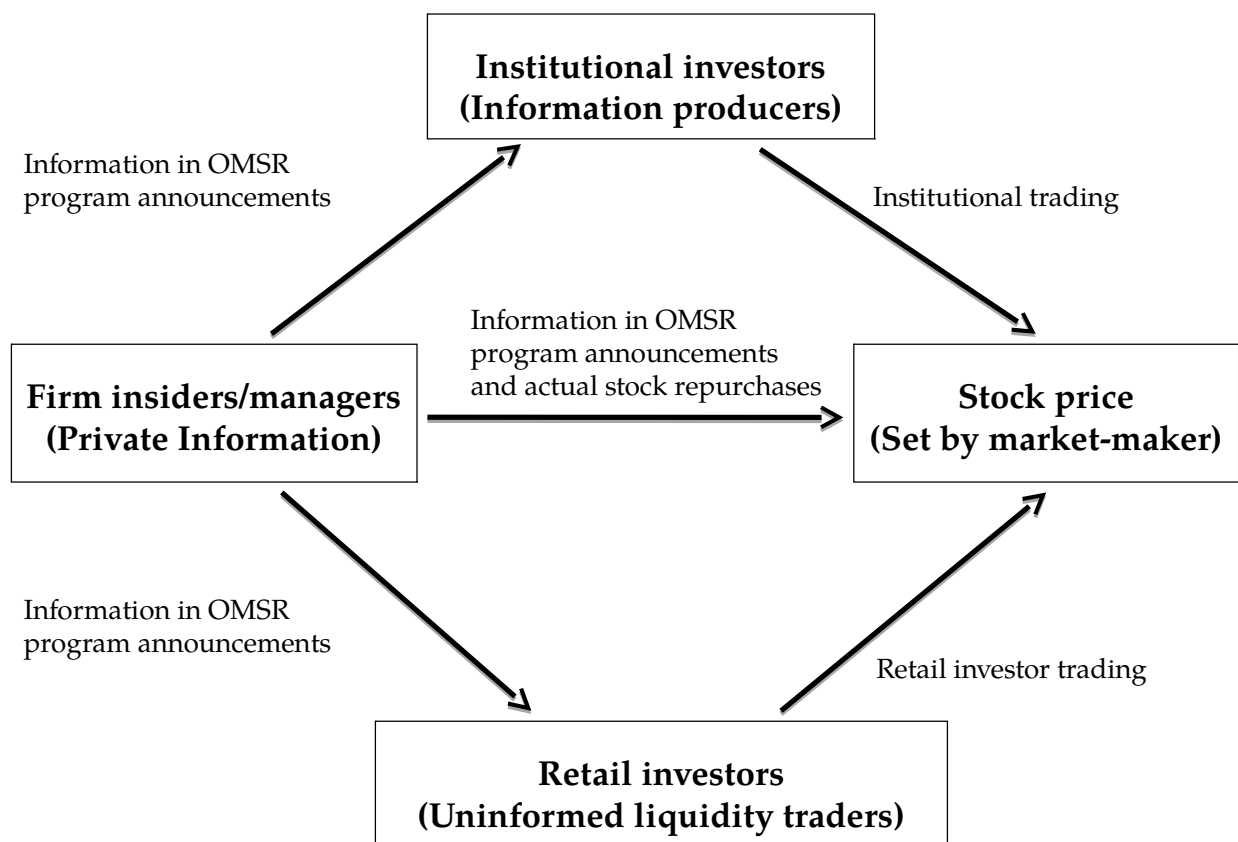 Institutional investors
(Information producers)
Information in OMSR
program announcements
Institutional trading
Information in OMSR
program announcements
and actual stock repurchases
Firm insiders/managers
(Private Information)
Stock price
(Set by market-maker)
Information in OMSR
program announcements
Retail investor trading
Retail investors
(Uninformed liquidity traders)